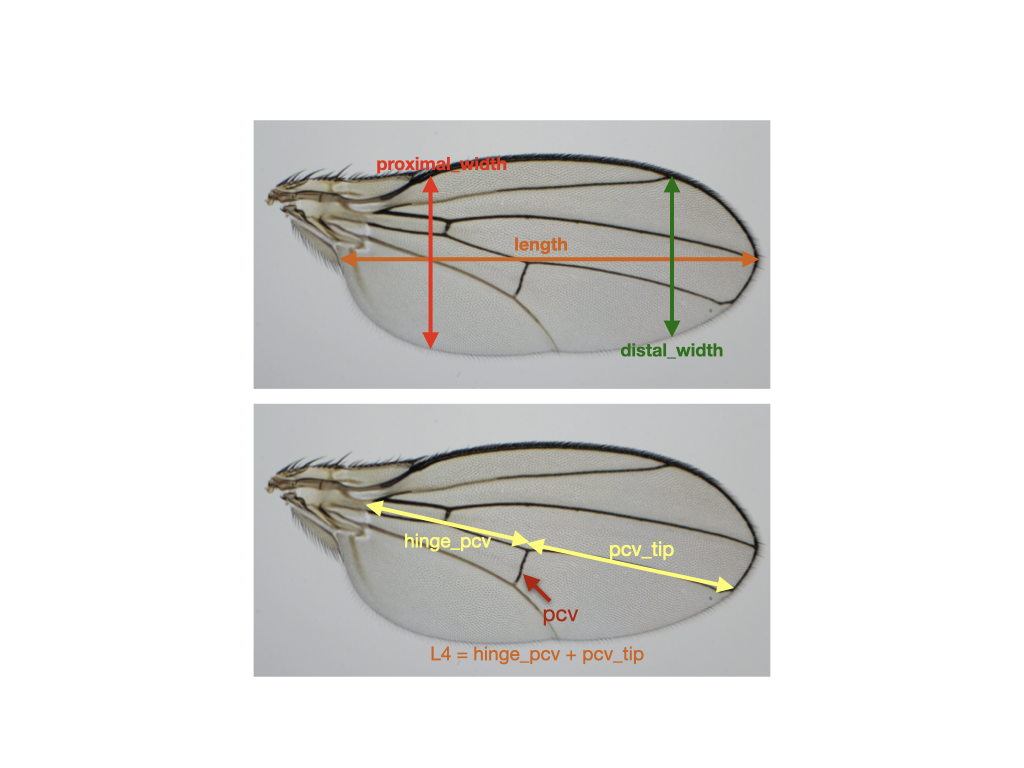 proximal_width
length
distal_width
hinge_pcv
pcv_tip
pcv
L4 = hinge_pcv + pcv_tip